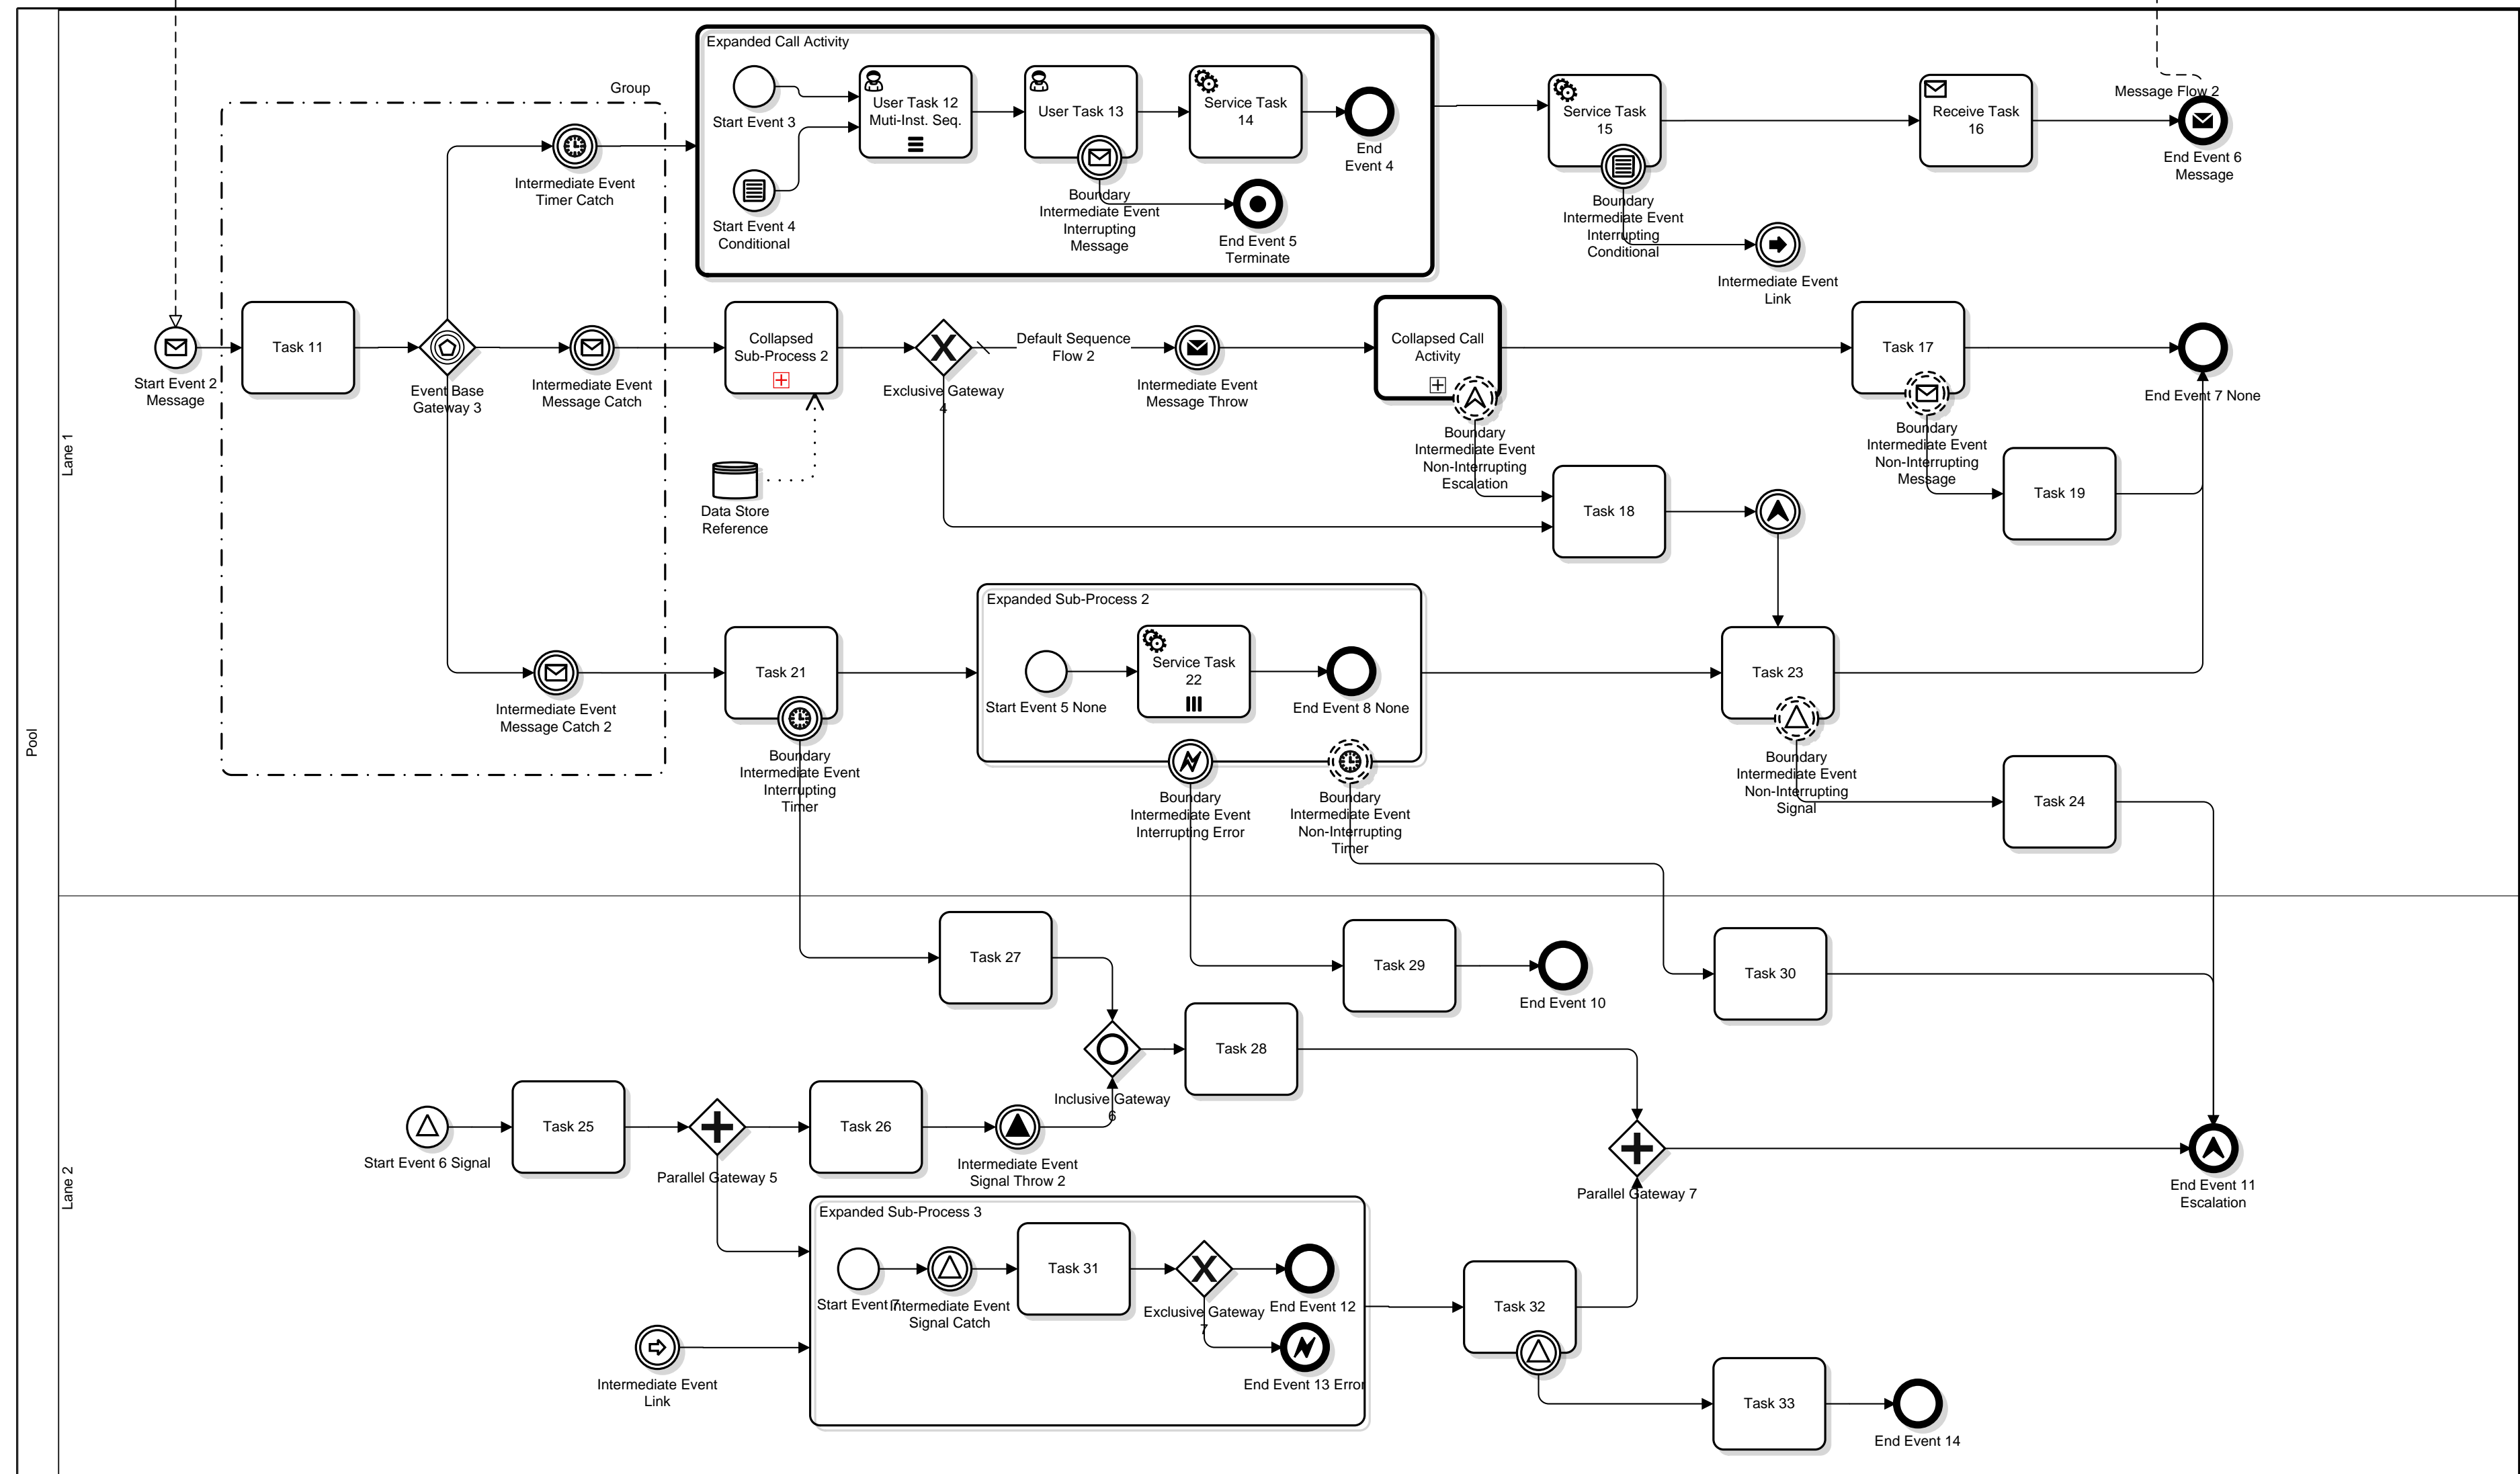 Pool
Lane 1
Lane 2
Expanded Call Activity
Group
Start Event 3
User Task 12
Muti-Inst. Seq.
User Task 13
Service Task
14
End
Event 4
Start Event 4
Conditional
Boundary
Intermediate Event
Interrupting
Message
End Event 5
Terminate
Intermediate Event
Timer Catch
Service Task
15
Boundary
Intermediate Event
Interrupting
Conditional
Intermediate Event
Link
Receive Task
16
Message Flow 2
End Event 6
Message
Start Event 2
Message
Task 11
Event Base
Gateway 3
Intermediate Event
Message Catch
Collapsed
Sub-Process 2
Exclusive Gateway
4
Default Sequence
Flow 2
Intermediate Event
Message Throw
Collapsed Call
Activity
Boundary
Intermediate Event
Non-Interrupting
Escalation
Task 17
Boundary
Intermediate Event
Non-Interrupting
Message
End Event 7 None
Data Store
Reference
Task 18
Task 19
Intermediate Event
Message Catch 2
Task 21
Boundary
Intermediate Event
Interrupting
Timer
Expanded Sub-Process 2
Start Event 5 None
Service Task
22
End Event 8 None
Boundary
Intermediate Event
Interrupting Error
Boundary
Intermediate Event
Non-Interrupting
Timer
Task 23
Boundary
Intermediate Event
Non-Interrupting
Signal
Task 24
Task 27
Task 29
End Event 10
Task 30
Inclusive Gateway
6
Task 28
Start Event 6 Signal
Task 25
Parallel Gateway 5
Task 26
Intermediate Event
Signal Throw 2
Parallel Gateway 7
End Event 11
Escalation
Expanded Sub-Process 3
Start Event 7
Intermediate Event
Signal Catch
Task 31
Exclusive Gateway
7
End Event 12
End Event 13 Error
Intermediate Event
Link
Task 32
Task 33
End Event 14